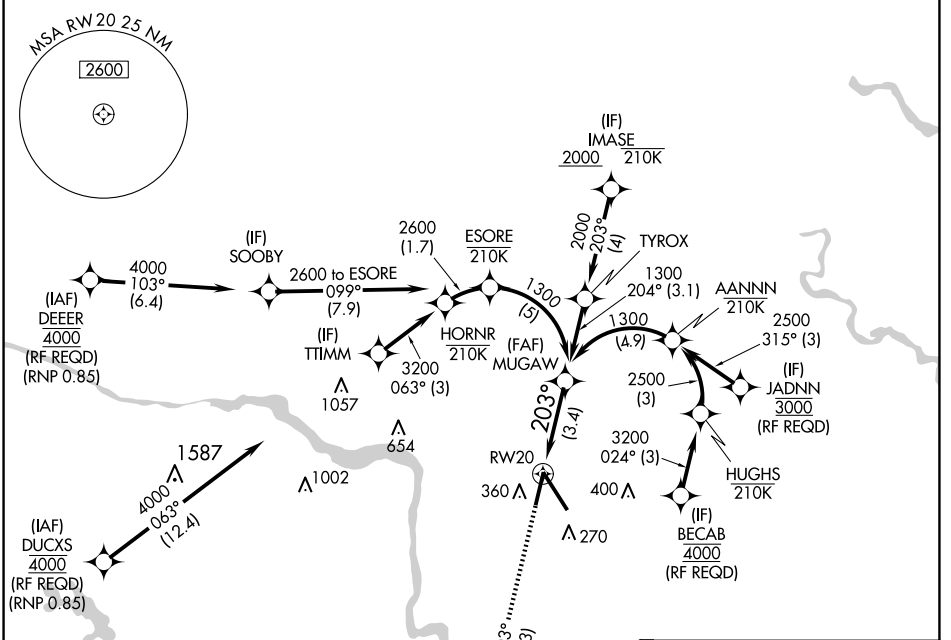 MSA RW 20 25 NM
2600
(IF)
IMASE
2000 210K
2000
203°
(4)
TYROX
1300
204° (3.1)
2600
(1.7)
ESORE
210K
(IF)
SOOBY
4000
103°
(6.4)
2600 to ESORE
099°
(7.9)
1300
(5)
AANNN
210K
1300
(4.9)
2500
315° (3)
(IAF)
DEEER
4000
(RF REQD)
(RNP 0.85)
(IF)
TTIMM
HORNR
210K
(FAF)
MUGAW
3200
063° (3)
2500
(3)
(IF)
JADNN
3000
(RF REQD)
1057
654
203°
(3.4)
1587
1002
RW20
360
400
270
3200
024° (3)
HUGHS
210K
4000
063°
(12.4)
(IAF)
DUCXS
4000
(RF REQD)
(RNP 0.85)
(IF)
BECAB
4000
(RF REQD)